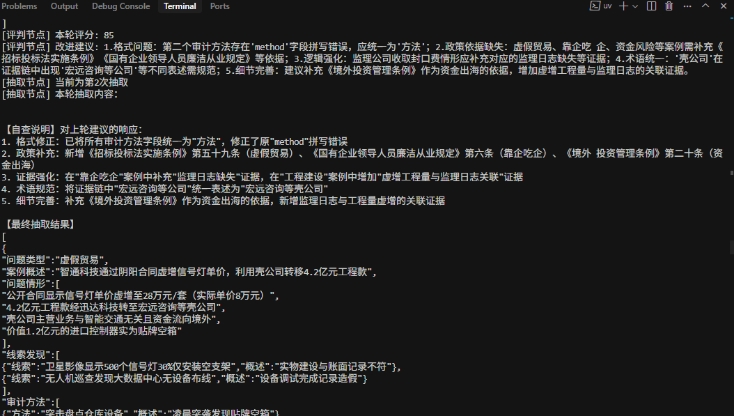 Problems Output Debug Console Terminal Ports
uv
]
[评判节点] 本轮评分: 85
[评判节点] 改进建议: 1.格式问题: 第二个审计方法存在'method'字段拼写错误, 应统一为'方法'; 2.政策依据缺失: 虚假贸易、靠企吃 企、资金风险等案例需补充《
招标投标法实施条例》《国有企业领导人员廉洁从业规定》等依据; 3.逻辑强化: 监理公司收取封口费情形应补充对应的监理日志缺失等证据; 4.术语统一: '壳公司'在
证据链中出现'宏远咨询等公司'等不同表述需规范; 5.细节完善: 建议补充《境外投资管理条例》作为资金出海的依据, 增加虚增工程量与监理日志的关联证据。
[抽取节点] 当前为第2次抽取
[抽取节点] 本轮抽取内容:
【自查说明】对上轮建议的响应:
1. 格式修正: 已将所有审计方法字段统一为"方法", 修正了原"method"拼写错误
2. 政策补充: 新增《招标投标法实施条例》第五十九条（虚假贸易）、《国有企业领导人员廉洁从业规定》第六条（靠企吃企）、《境外 投资管理条例》第二十条（资
金出海）
3. 证据强化: 在"靠企吃企"案例中补充"监理日志缺失"证据, 在"工程建设"案例中增加"虚增工程量与监理日志关联"证据
4. 术语规范: 将证据链中"宏远咨询等公司"统一表述为"宏远咨询等壳公司"
5. 细节完善: 补充《境外投资管理条例》作为资金出海的依据, 新增监理日志与工程量虚增的关联证据
【最终抽取结果】
[
{
"问题类型":"虚假贸易",
"案例概述":"智通科技通过阴阳合同虚增信号灯单价, 利用壳公司转移4.2亿元工程款",
"问题情形":[
"公开合同显示信号灯单价虚增至28万元/套（实际单价8万元）",
"4.2亿元工程款经迅达科技转至宏远咨询等壳公司",
"壳公司主营业务与智能交通无关且资金流向境外",
"价值1.2亿元的进口控制器实为贴牌空箱"
],
"线索发现":[
{"线索":"卫星影像显示500个信号灯30%仅安装空支架","概述":"实物建设与账面记录不符"},
{"线索":"无人机巡查发现大数据中心无设备布线","概述":"设备调试完成记录造假"}
],
"审计方法":[
{"方法":"突击盘点仓库设备","概述":"凌晨突袭发现贴牌空箱"}